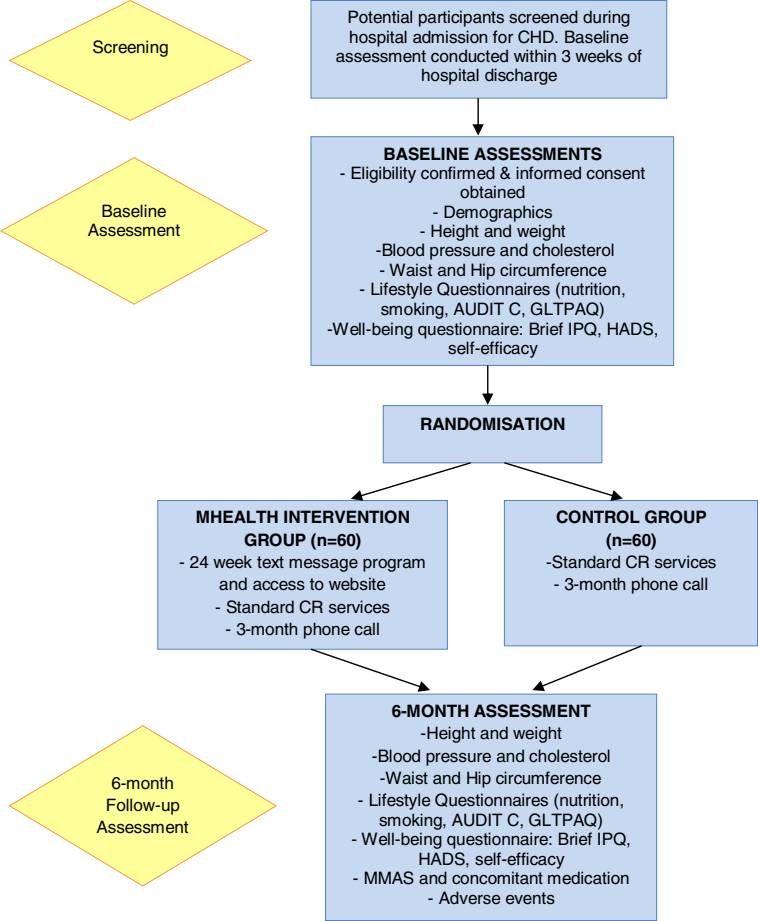 Screening
Potential participants screened during
hospital admission for CHD. Baseline
assessment conducted within 3 weeks of
hospital discharge
Baseline
Assessment
BASELINE ASSESSMENTS
- Eligibility confirmed & informed consent
obtained
- Demographics
- Height and weight
-Blood pressure and cholesterol
- Waist and Hip circumference
- Lifestyle Questionnaires (nutrition,
smoking, AUDIT C, GLTPAQ)
-Well-being questionnaire: Brief IPQ, HADS,
self-efficacy
RANDOMISATION
MHEALTH INTERVENTION
GROUP (n=60)
- 24 week text message program
and access to website
- Standard CR services
- 3-month phone call
CONTROL GROUP
(n=60)
-Standard CR services
- 3-month phone call
6-month
Follow-up
Assessment
6-MONTH ASSESSMENT
-Height and weight
-Blood pressure and cholesterol
-Waist and Hip circumference
- Lifestyle Questionnaires (nutrition,
smoking, AUDIT C, GLTPAQ)
- Well-being questionnaire: Brief IPQ,
HADS, self-efficacy
- MMAS and concomitant medication
- Adverse events